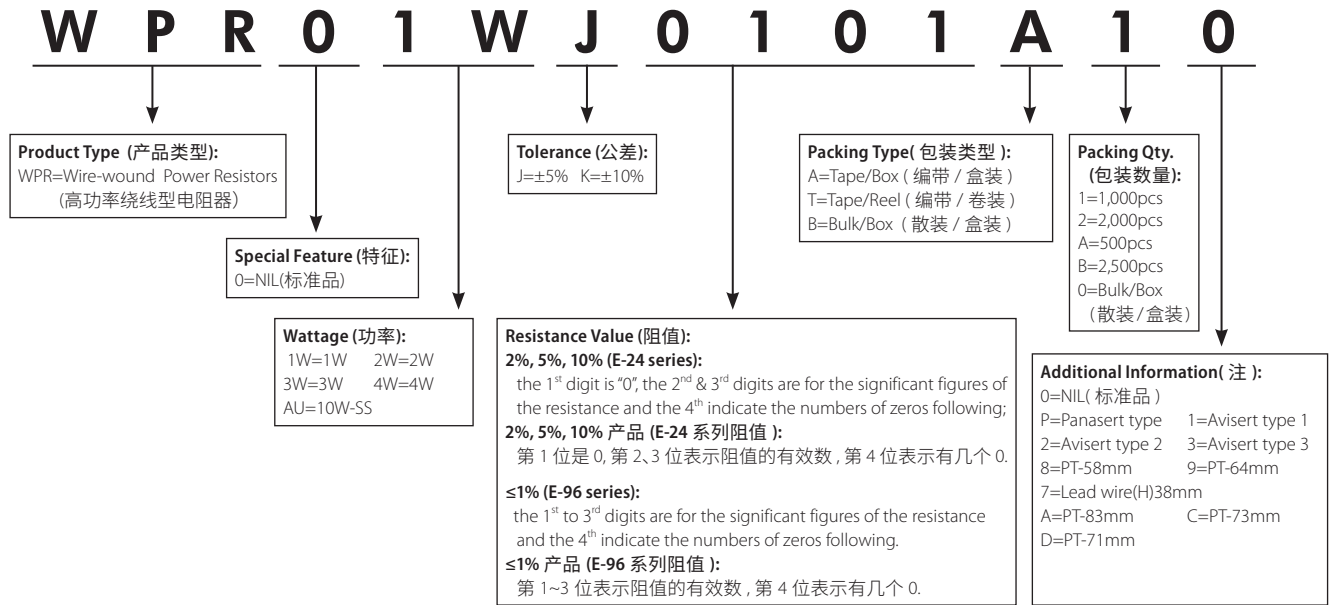 W P R 0 1 W J 0 1 0 1 A 1 0
Product Type (产品类型):
WPR=Wire-wound Power Resistors
(高功率绕线型电阻器)
Special Feature (特征):
0=NIL(标准品)
Wattage (功率):
1W=1W 2W=2W
3W=3W 4W=4W
AU=10W-SS
Tolerance (公差):
J=±5% K=±10%
Resistance Value (阻值):
2%, 5%, 10% (E-24 series):
the 1st digit is “0”, the 2nd & 3rd digits are for the significant figures of
the resistance and the 4th indicate the numbers of zeros following;
2%, 5%, 10% 产品 (E-24 系列阻值 ):
第 1 位是 0, 第 2、3 位表示阻值的有效数 , 第 4 位表示有几个 0.
≤1% (E-96 series):
the 1st to 3rd digits are for the significant figures of the resistance
and the 4th indicate the numbers of zeros following.
≤1% 产品 (E-96 系列阻值 ):
第 1~3 位表示阻值的有效数 , 第 4 位表示有几个 0.
Packing Type( 包装类型 ):
A=Tape/Box ( 编带 / 盒装 )
T=Tape/Reel ( 编带 / 卷装 )
B=Bulk/Box ( 散装 / 盒装 )
Packing Qty.
(包装数量):
1=1,000pcs
2=2,000pcs
A=500pcs
B=2,500pcs
0=Bulk/Box
(散装 / 盒装)
Additional Information( 注 ):
0=NIL( 标准品 )
P=Panasert type 1=Avisert type 1
2=Avisert type 2 3=Avisert type 3
8=PT-58mm 9=PT-64mm
7=Lead wire(H)38mm
A=PT-83mm C=PT-73mm
D=PT-71mm